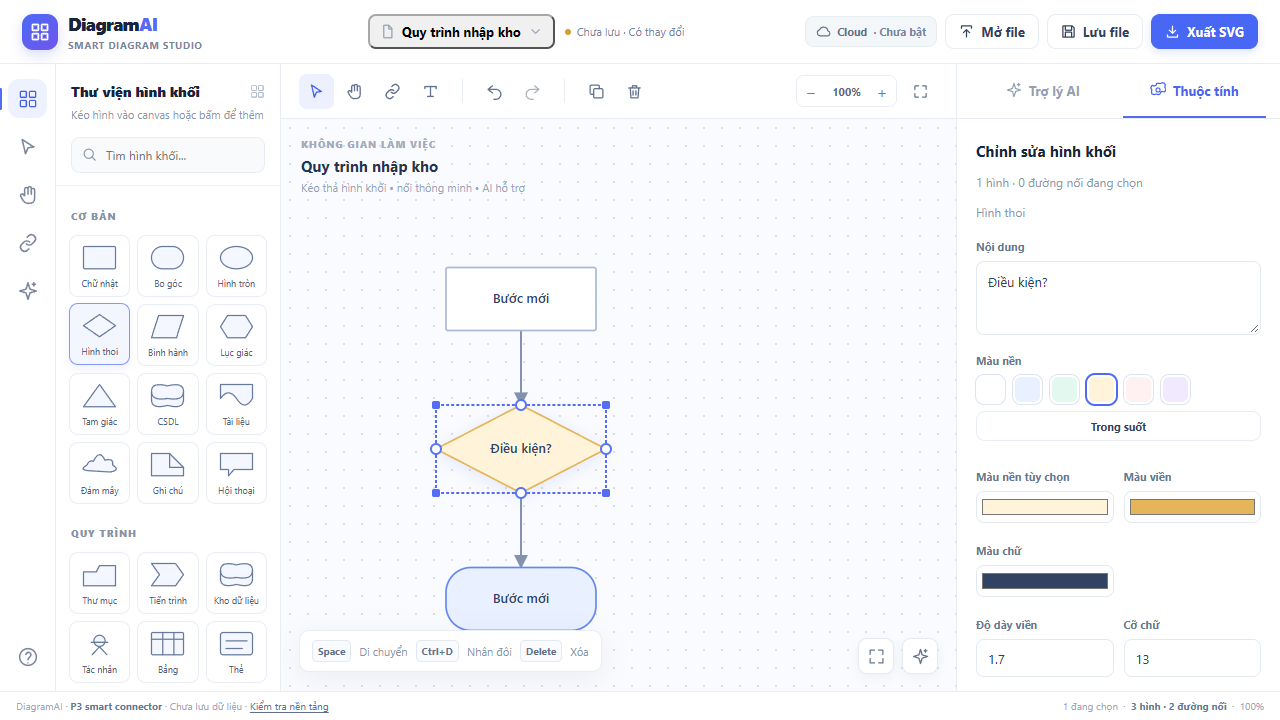 DiagramAI
SMART DIAGRAM STUDIO
Quy trình nhập kho
Chưa lưu · Có thay đổi
Cloud · Chưa bật
Mở file
Lưu file
Xuất SVG
Thư viện hình khối
Kéo hình vào canvas hoặc bấm để thêm
Tìm hình khối...
CƠ BẢN
Chữ nhật
Bo góc
Hình tròn
Hình thoi
Bình hành
Lục giác
Tam giác
CSDL
Tài liệu
Đám mây
Ghi chú
Hội thoại
QUY TRÌNH
Thư mục
Tiến trình
Kho dữ liệu
Tác nhân
Bảng
Thẻ
100%
KHÔNG GIAN LÀM VIỆC
Quy trình nhập kho
Kéo thả hình khối • nối thông minh • AI hỗ trợ
Bước mới
Điều kiện?
Bước mới
Space Di chuyển Ctrl+D Nhân đôi Delete Xóa
Trợ lý AI
Thuộc tính
Chỉnh sửa hình khối
1 hình · 0 đường nối đang chọn
Hình thoi
Nội dung
Điều kiện?
Màu nền
Trong suốt
Màu nền tùy chọn
Màu viền
Màu chữ
Độ dày viền
Cỡ chữ
1.7
13
DiagramAI · P3 smart connector · Chưa lưu dữ liệu · Kiểm tra nền tảng
1 đang chọn · 3 hình • 2 đường nối · 100%